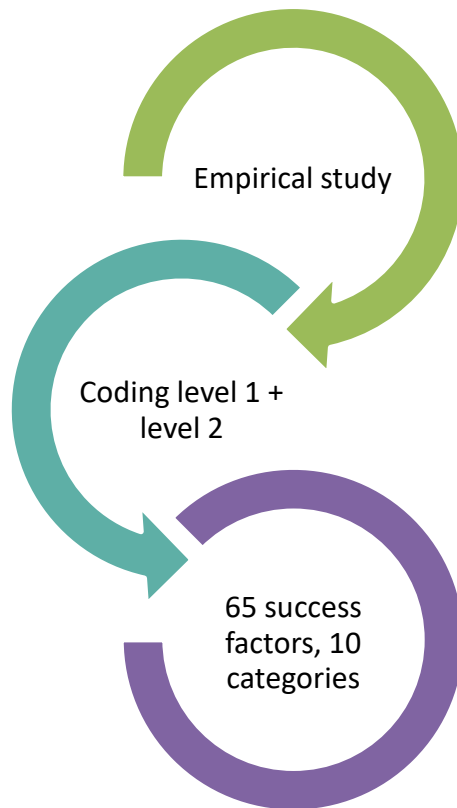 Empirical study
Coding level 1 +
level 2
65 success
factors, 10
categories